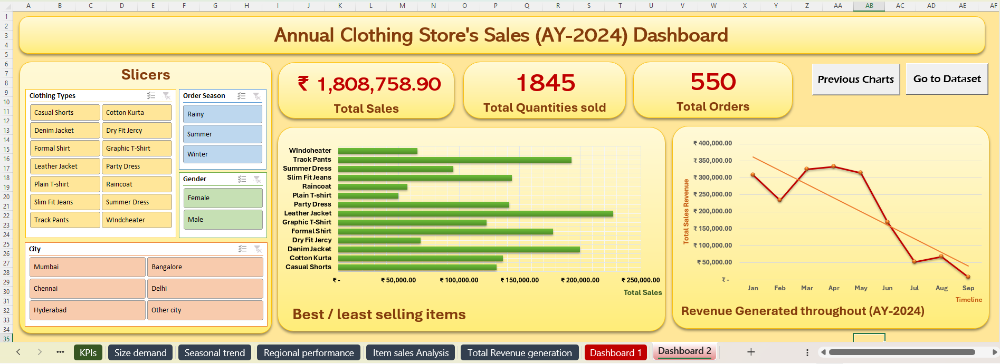 A B C D E F G H I J K L M N O P Q R S T U V W X Y Z AA AB AC AD AE AF
1
2
3
4
5
6
7
8
9
10
11
12
13
14
15
16
17
18
19
20
21
22
23
24
25
26
27
28
29
30
31
32
33
34
35
Annual Clothing Store's Sales (AY-2024) Dashboard
Slicers
Clothing Types
Casual Shorts Cotton Kurta
Denim Jacket Dry Fit Jercy
Formal Shirt Graphic T-Shirt
Leather Jacket Party Dress
Plain T-shirt Raincoat
Slim Fit Jeans Summer Dress
Track Pants WIndcheater
Order Season
Rainy
Summer
Winter
Gender
Female
Male
City
Mumbai Bangalore
Chennai Delhi
Hyderabad Other city
₹ 1,808,758.90
Total Sales
1845
Total Quantities sold
550
Total Orders
Previous Charts
Go to Dataset
WIndcheater
Track Pants
Summer Dress
Slim Fit Jeans
Raincoat
Plain T-shirt
Party Dress
Leather Jacket
Graphic T-Shirt
Formal Shirt
Dry Fit Jercy
Denim Jacket
Cotton Kurta
Casual Shorts
₹ - ₹ 50,000.00 ₹ 100,000.00 ₹ 150,000.00 ₹ 200,000.00 ₹ 250,000.00
Total Sales
Best / least selling items
₹ 400,000.00
₹ 350,000.00
₹ 300,000.00
₹ 250,000.00
₹ 200,000.00
₹ 150,000.00
₹ 100,000.00
₹ 50,000.00
₹ -
Total Sales Revenue
Jan Feb Mar Apr May Jun Jul Aug Sep
Timeline
Revenue Generated throughout (AY-2024)
KPIs Size demand Seasonal trend Regional performance Item sales Analysis Total Revenue generation Dashboard 1 Dashboard 2